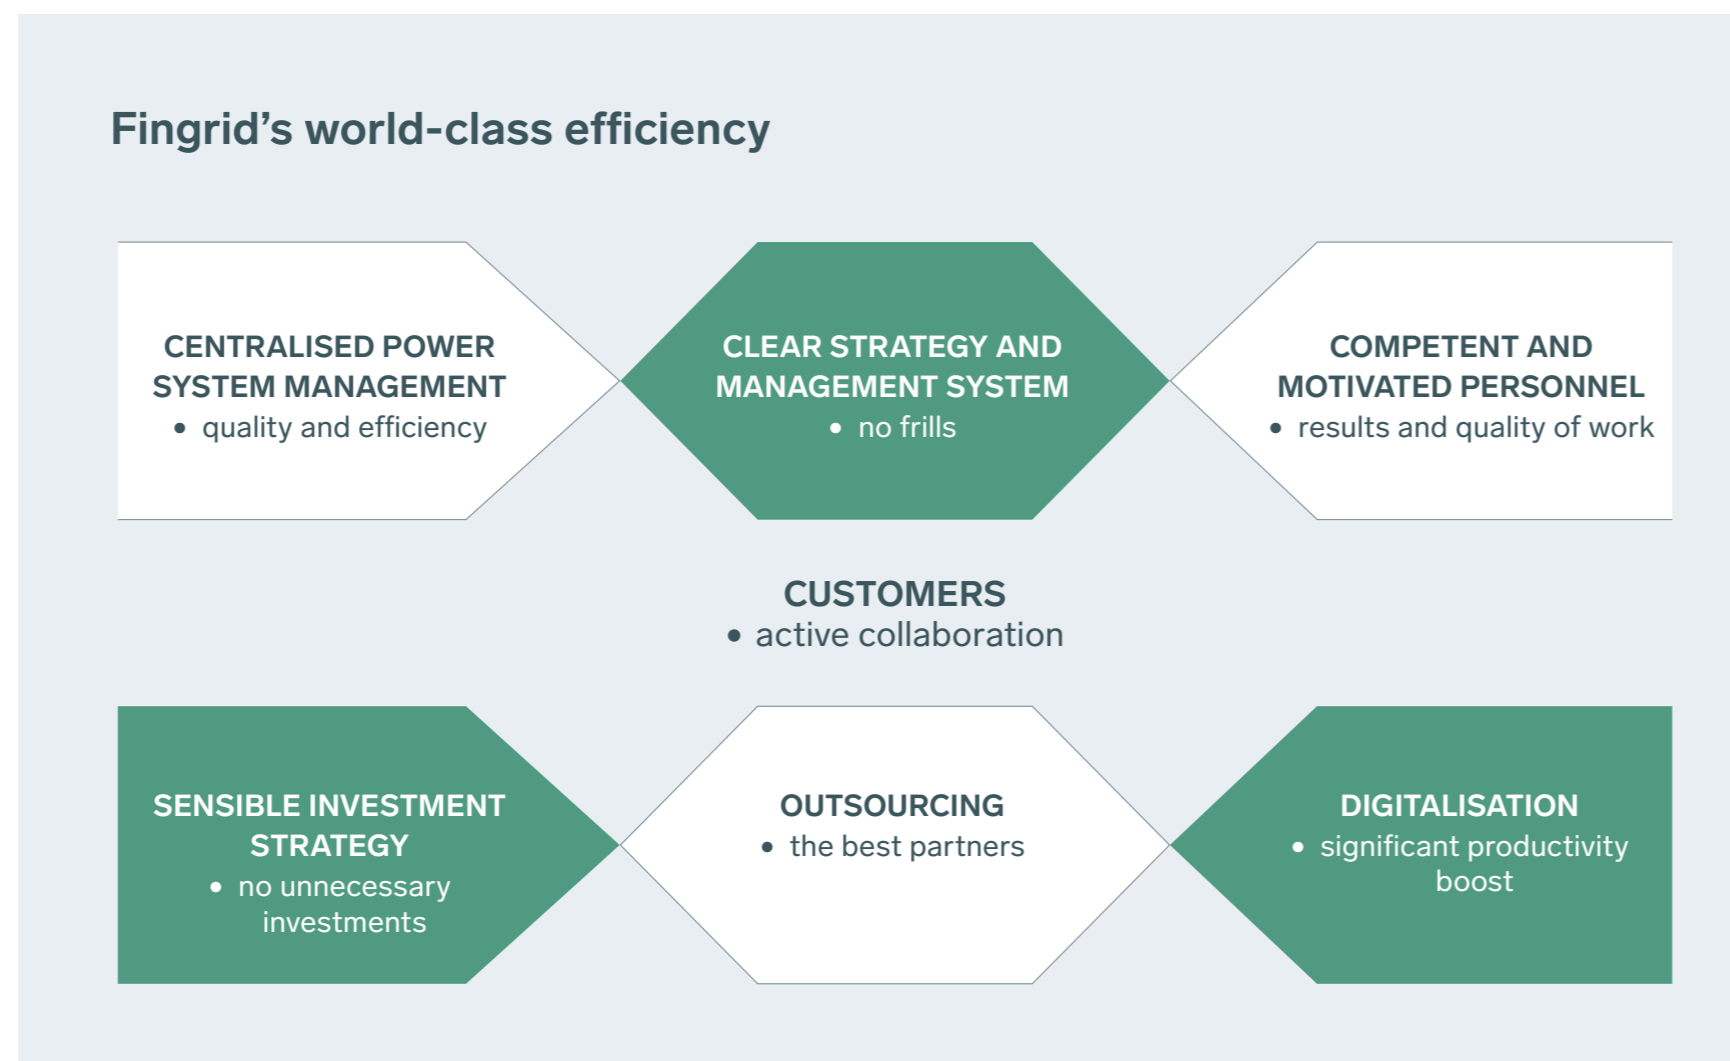 Fingrid’s world-class efficiency
CENTRALISED POWER
SYSTEM MANAGEMENT
• quality and efficiency
CLEAR STRATEGY AND
MANAGEMENT SYSTEM
• no frills
COMPETENT AND
MOTIVATED PERSONNEL
• results and quality of work
CUSTOMERS
• active collaboration
SENSIBLE INVESTMENT
STRATEGY
• no unnecessary
investments
OUTSOURCING
• the best partners
DIGITALISATION
• significant productivity
boost